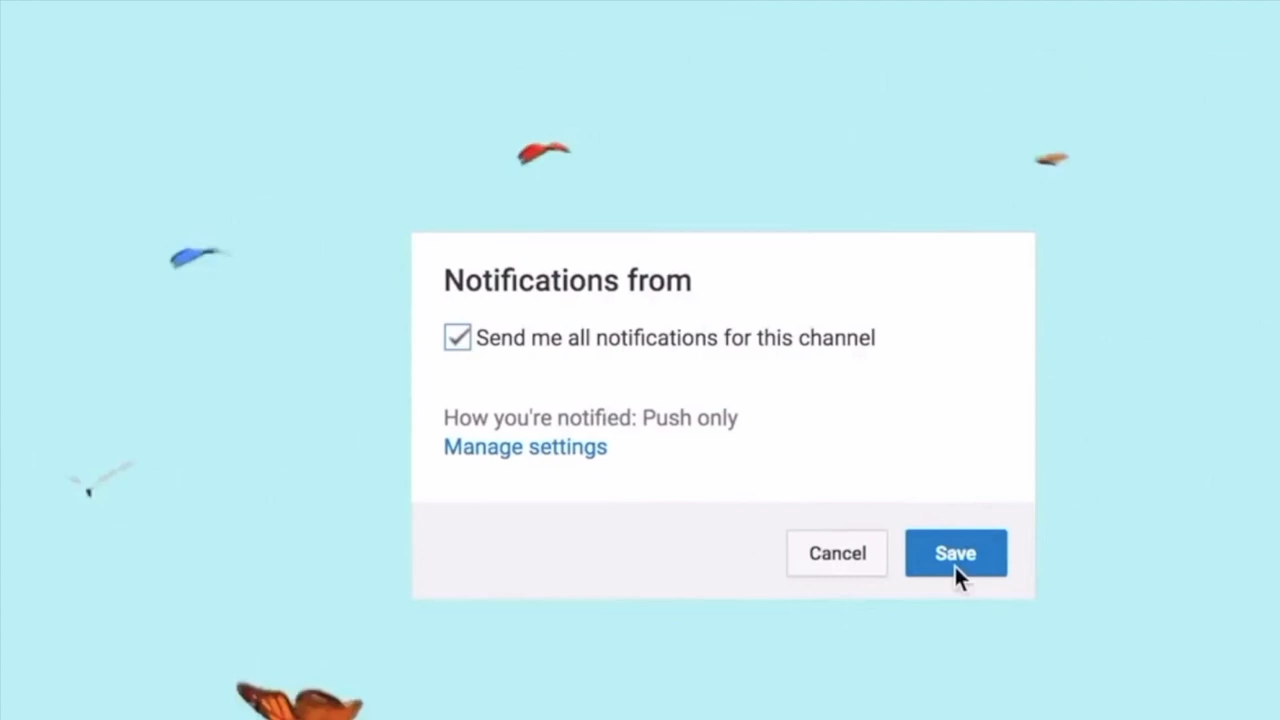 Notifications from
Send me all notifications for this channel
How you're notified: Push only
Manage settings
Cancel
Save